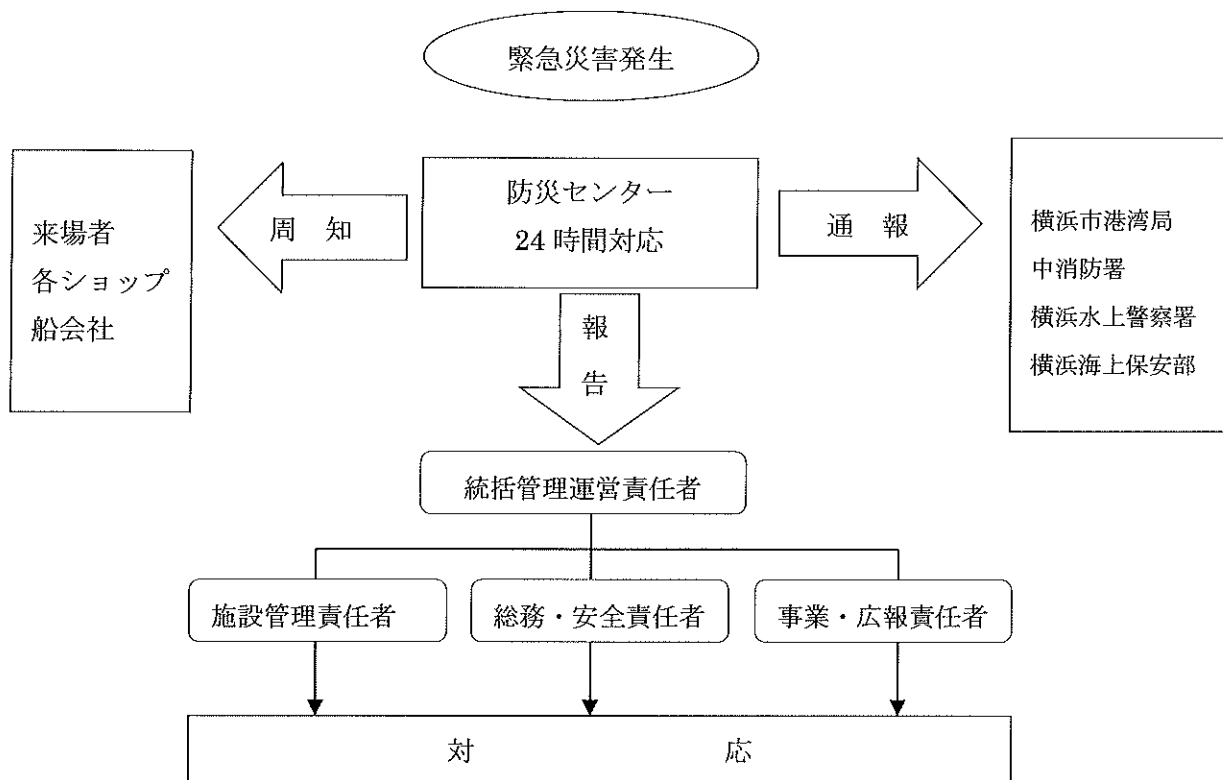 緊急災害発生
来場者
各ショップ
船会社
周 知
防災センター
24時間対応
通 報
横浜市港湾局
中消防署
横浜水上警察署
横浜海上保安部
報
告
統括管理運営責任者
施設管理責任者
総務・安全責任者
事業・広報責任者
対 応